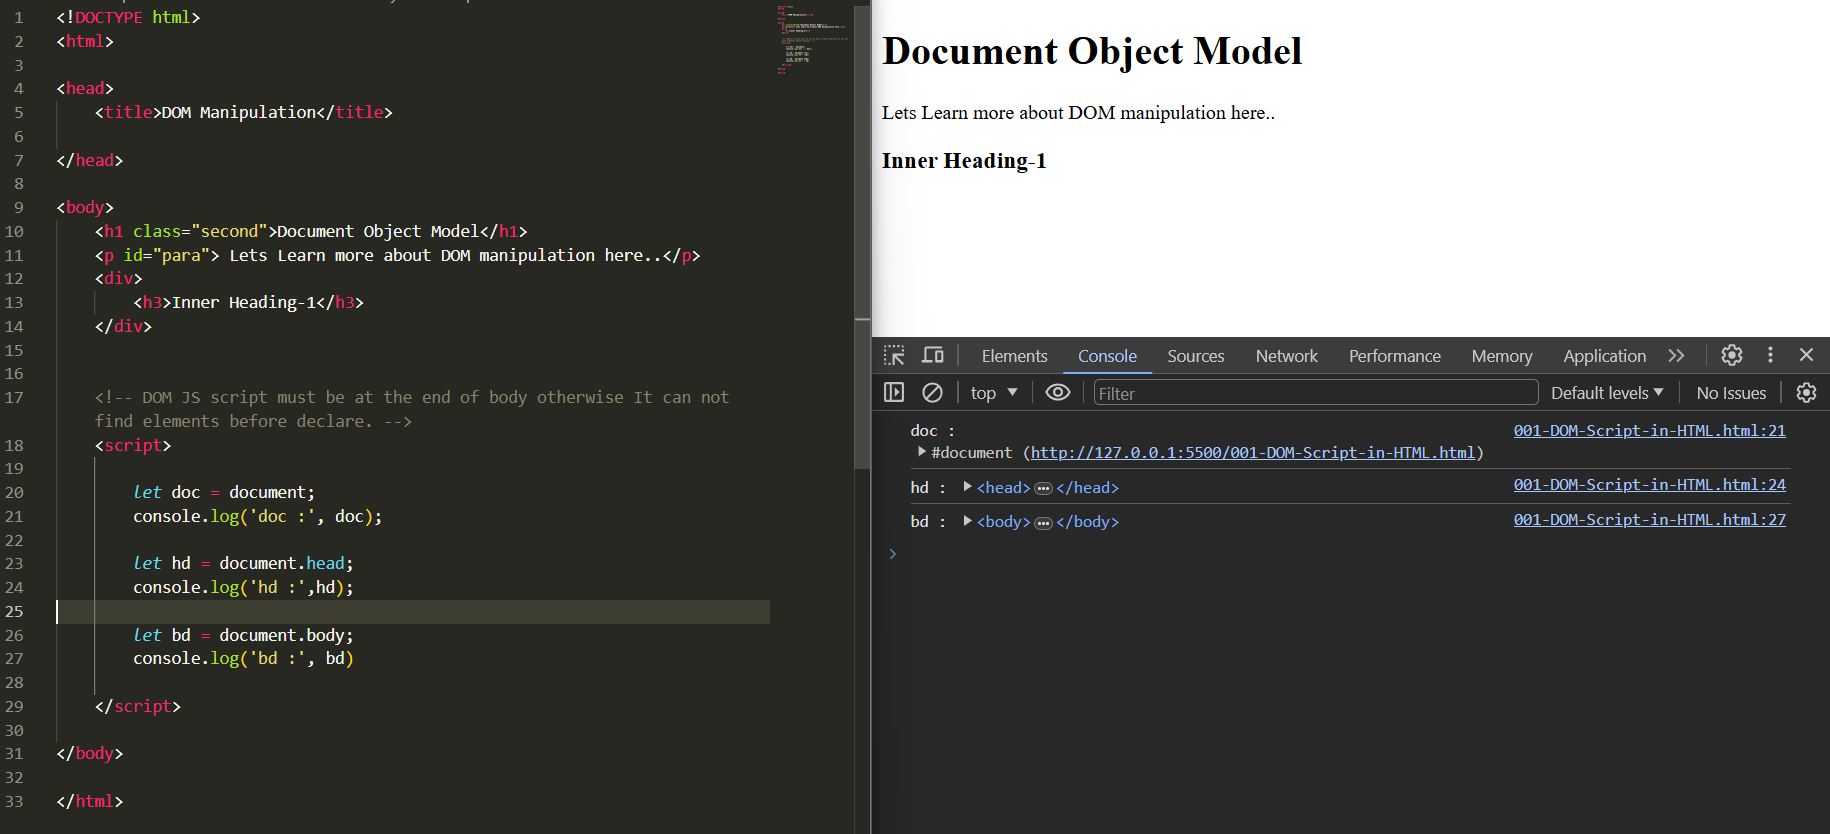 1 <!DOCTYPE html>
2 <html>
3
4 <head>
5 <title>DOM Manipulation</title>
6
7 </head>
8
9 <body>
10 <h1 class="second">Document Object Model</h1>
11 <p id="para"> Lets Learn more about DOM manipulation here..</p>
12 <div>
13 <h3>Inner Heading-1</h3>
14 </div>
15
16
17 <!-- DOM JS script must be at the end of body otherwise It can not
find elements before declare. -->
18 <script>
19
20 let doc = document;
21 console.log('doc :', doc);
22
23 let hd = document.head;
24 console.log('hd :',hd);
25
26 let bd = document.body;
27 console.log('bd :', bd)
28
29 </script>
30
31 </body>
32
33 </html>
Document Object Model
Lets Learn more about DOM manipulation here..
Inner Heading-1
Elements Console Sources Network Performance Memory Application
top Filter Default levels No Issues
doc : 001-DOM-Script-in-HTML.html:21
#document (http://127.0.0.1:5500/001-DOM-Script-in-HTML.html)
hd : <head> </head> 001-DOM-Script-in-HTML.html:24
bd : <body> </body> 001-DOM-Script-in-HTML.html:27